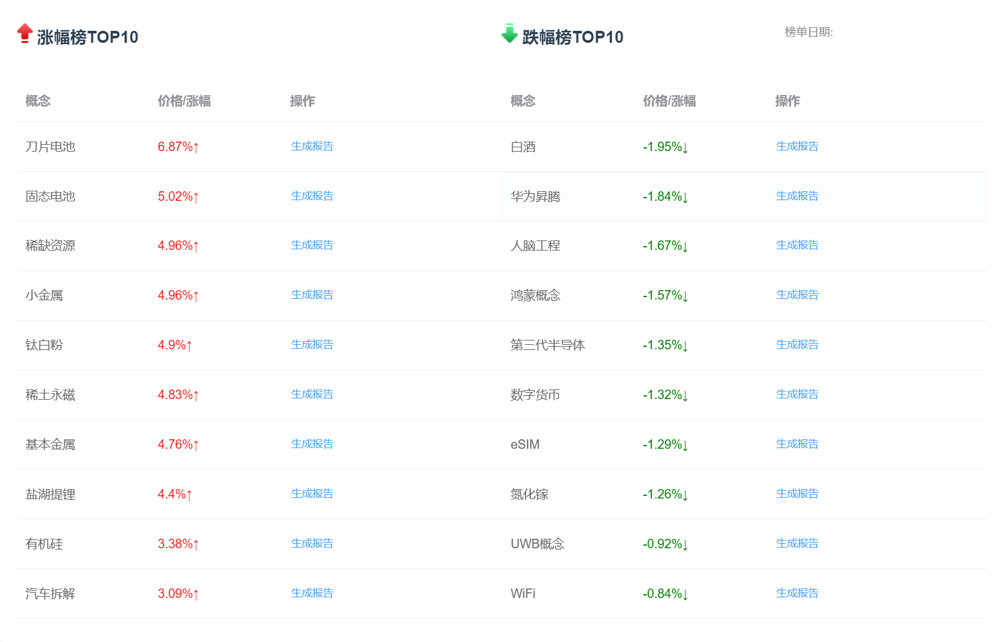 涨幅榜TOP10
跌幅榜TOP10
榜单日期:
概念 价格/涨幅 操作 概念 价格/涨幅 操作
刀片电池 6.87%↑ 生成报告 白酒 -1.95%↓ 生成报告
固态电池 5.02%↑ 生成报告 华为昇腾 -1.84%↓ 生成报告
稀缺资源 4.96%↑ 生成报告 人脑工程 -1.67%↓ 生成报告
小金属 4.96%↑ 生成报告 鸿蒙概念 -1.57%↓ 生成报告
钛白粉 4.9%↑ 生成报告 第三代半导体 -1.35%↓ 生成报告
稀土永磁 4.83%↑ 生成报告 数字货币 -1.32%↓ 生成报告
基本金属 4.76%↑ 生成报告 eSIM -1.29%↓ 生成报告
盐湖提锂 4.4%↑ 生成报告 氮化镓 -1.26%↓ 生成报告
有机硅 3.38%↑ 生成报告 UWB概念 -0.92%↓ 生成报告
汽车拆解 3.09%↑ 生成报告 WiFi -0.84%↓ 生成报告